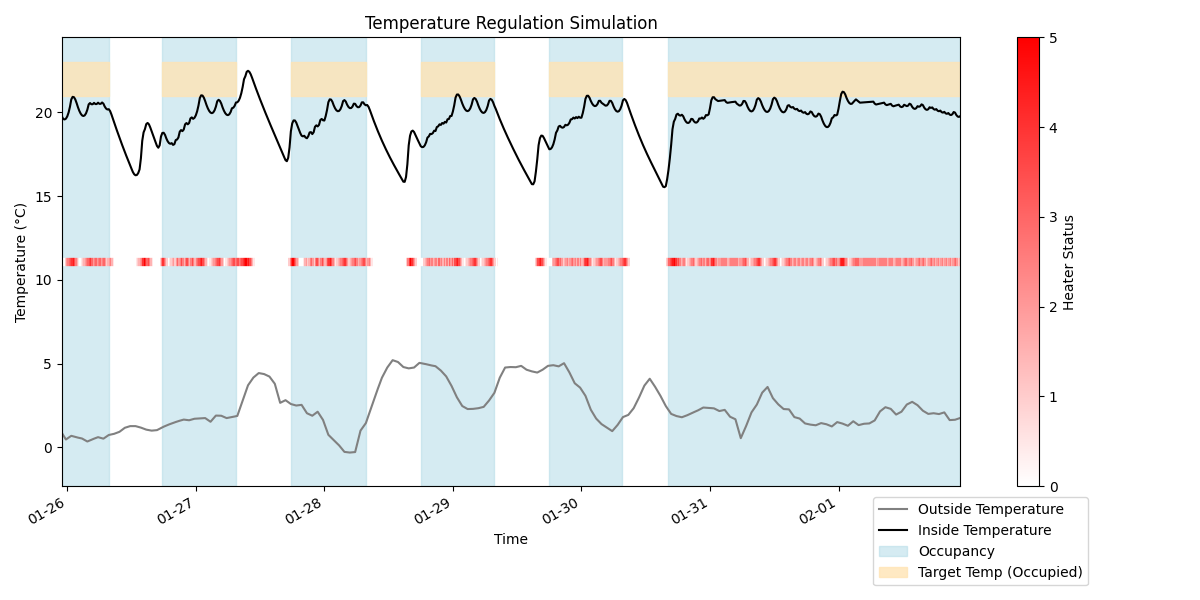 Temperature Regulation Simulation
Temperature (°C)
20
15
10
5
0
01-26
01-27
01-28
01-29
01-30
01-31
02-01
Time
5
4
3
2
1
0
Heater Status
Outside Temperature
Inside Temperature
Occupancy
Target Temp (Occupied)